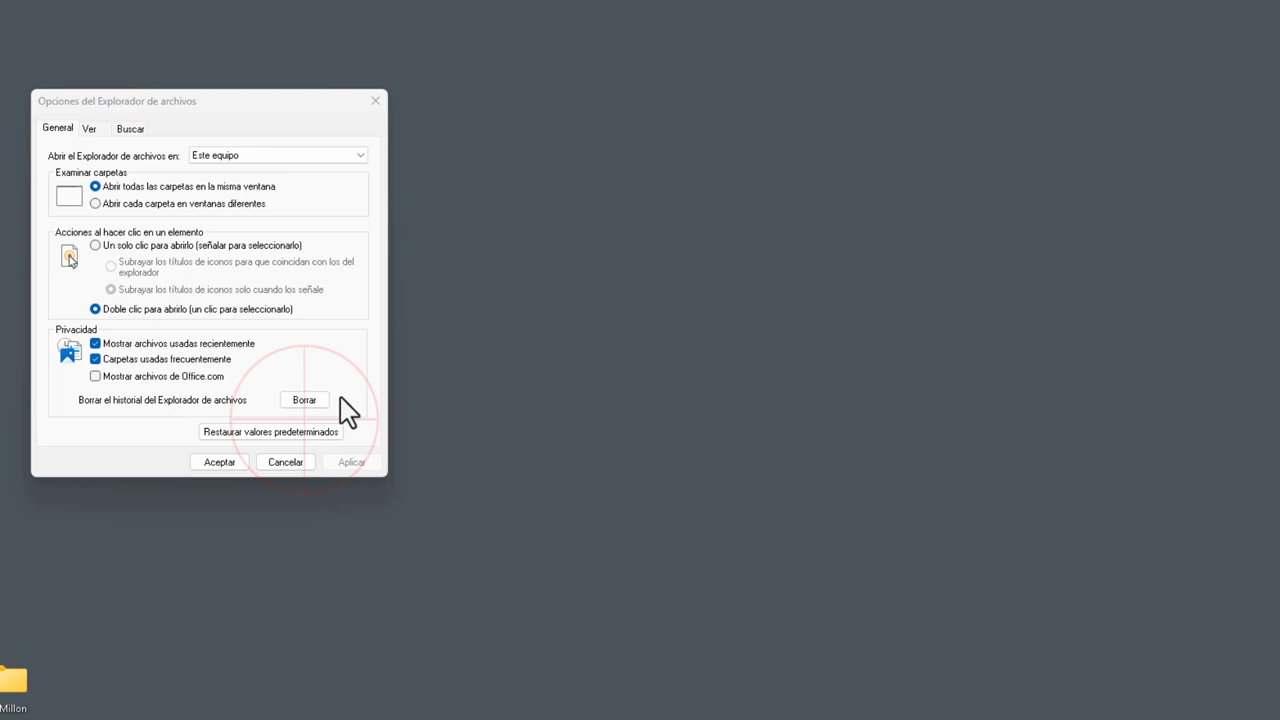 Opciones del Explorador de archivos
General Ver Buscar
Abrir el Explorador de archivos en: Este equipo
Examinar carpetas
Abrir todas las carpetas en la misma ventana
Abrir cada carpeta en ventanas diferentes
Acciones al hacer clic en un elemento
Un solo clic para abrirlo (señalar para seleccionarlo)
Subrayar los títulos de iconos para que coincidan con los del
explorador
Subrayar los títulos de iconos solo cuando los señale
Doble clic para abrirlo (un clic para seleccionarlo)
Privacidad
Mostrar archivos usadas recientemente
Carpetas usadas frecuentemente
Mostrar archivos de Office.com
Borrar el historial del Explorador de archivos Borrar
Restaurar valores predeterminados
Aceptar Cancelar Aplicar
Millon